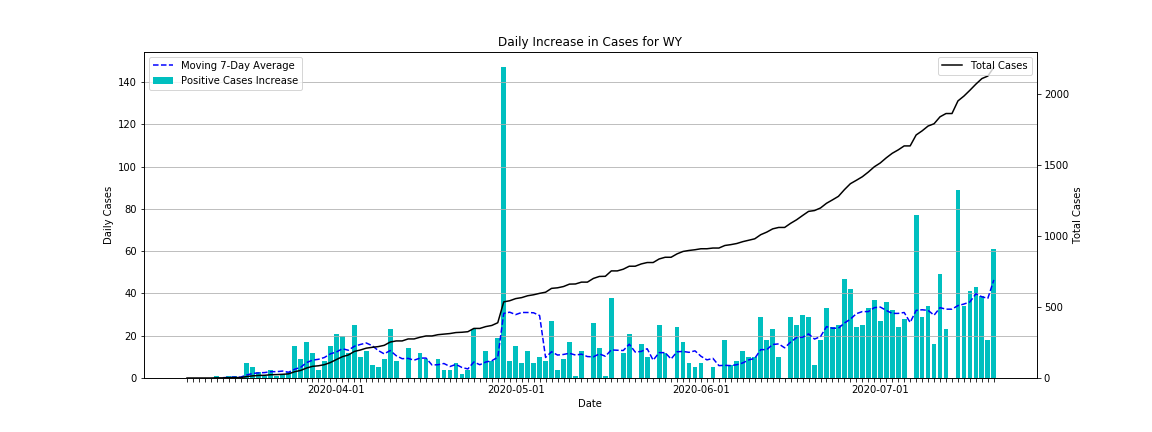 Daily Increase in Cases for WY
Moving 7-Day Average
Positive Cases Increase
Total Cases
140
120
100
80
60
40
20
0
Daily Cases
2000
1500
1000
500
0
Total Cases
2020-04-01 2020-05-01 2020-06-01 2020-07-01
Date